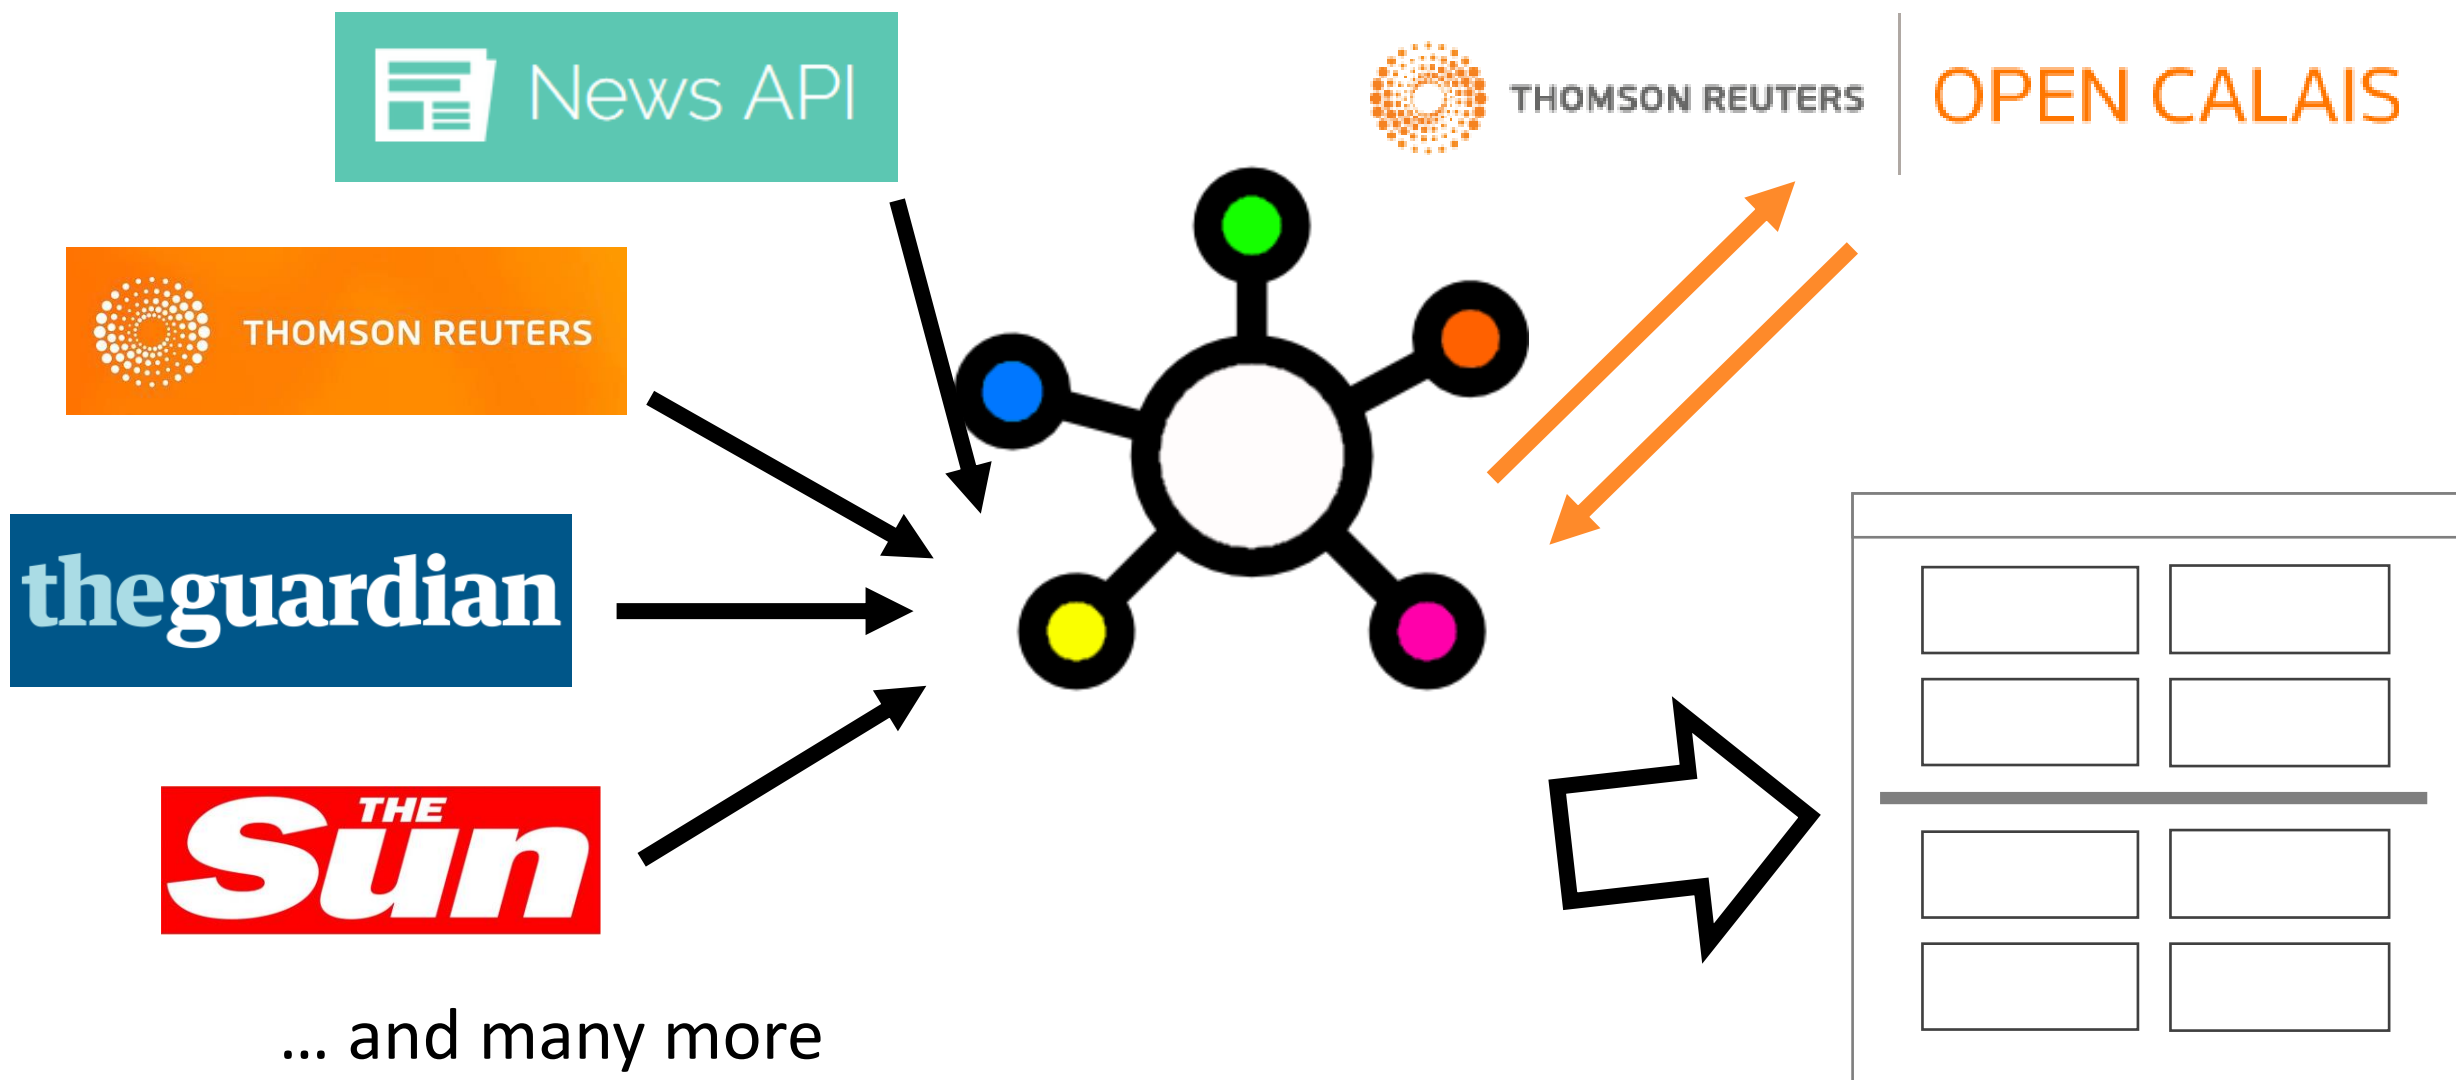 News API
THOMSON REUTERS
OPEN CALAIS
THOMSON REUTERS
theguardian
THE
Sun
... and many more